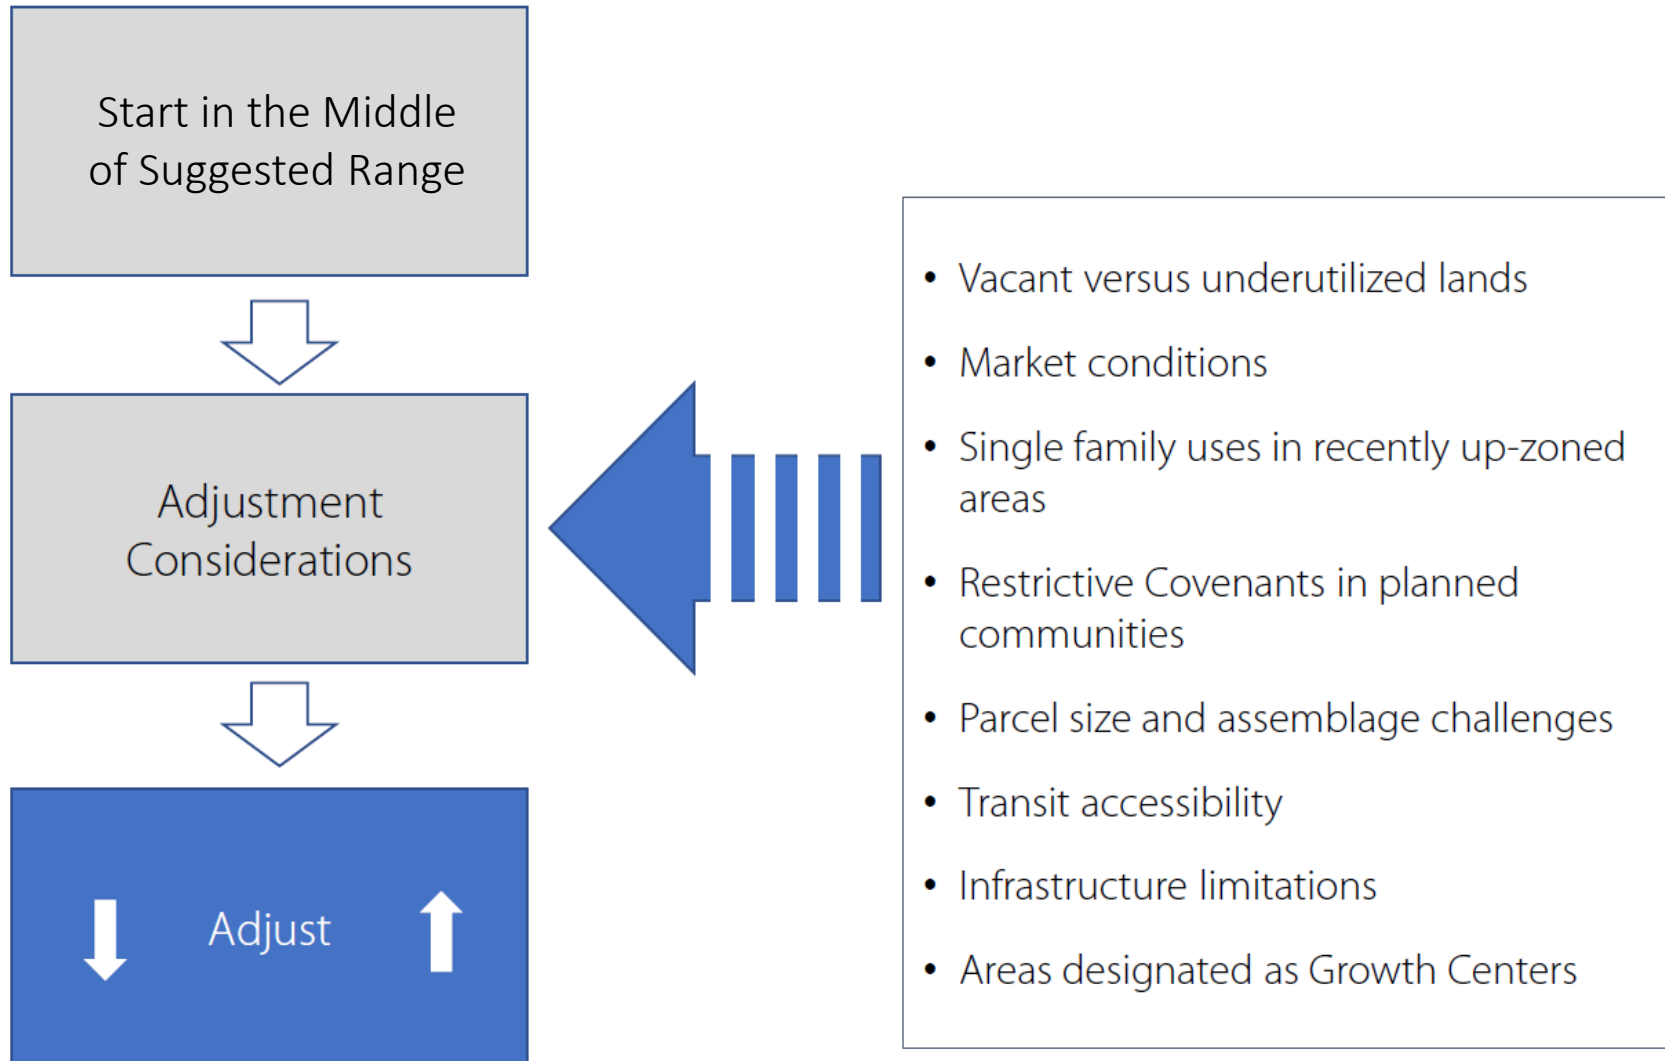 Start in the Middle
of Suggested Range
Adjustment
Considerations
Adjust
• Vacant versus underutilized lands
• Market conditions
• Single family uses in recently up-zoned
areas
• Restrictive Covenants in planned
communities
• Parcel size and assemblage challenges
• Transit accessibility
• Infrastructure limitations
• Areas designated as Growth Centers